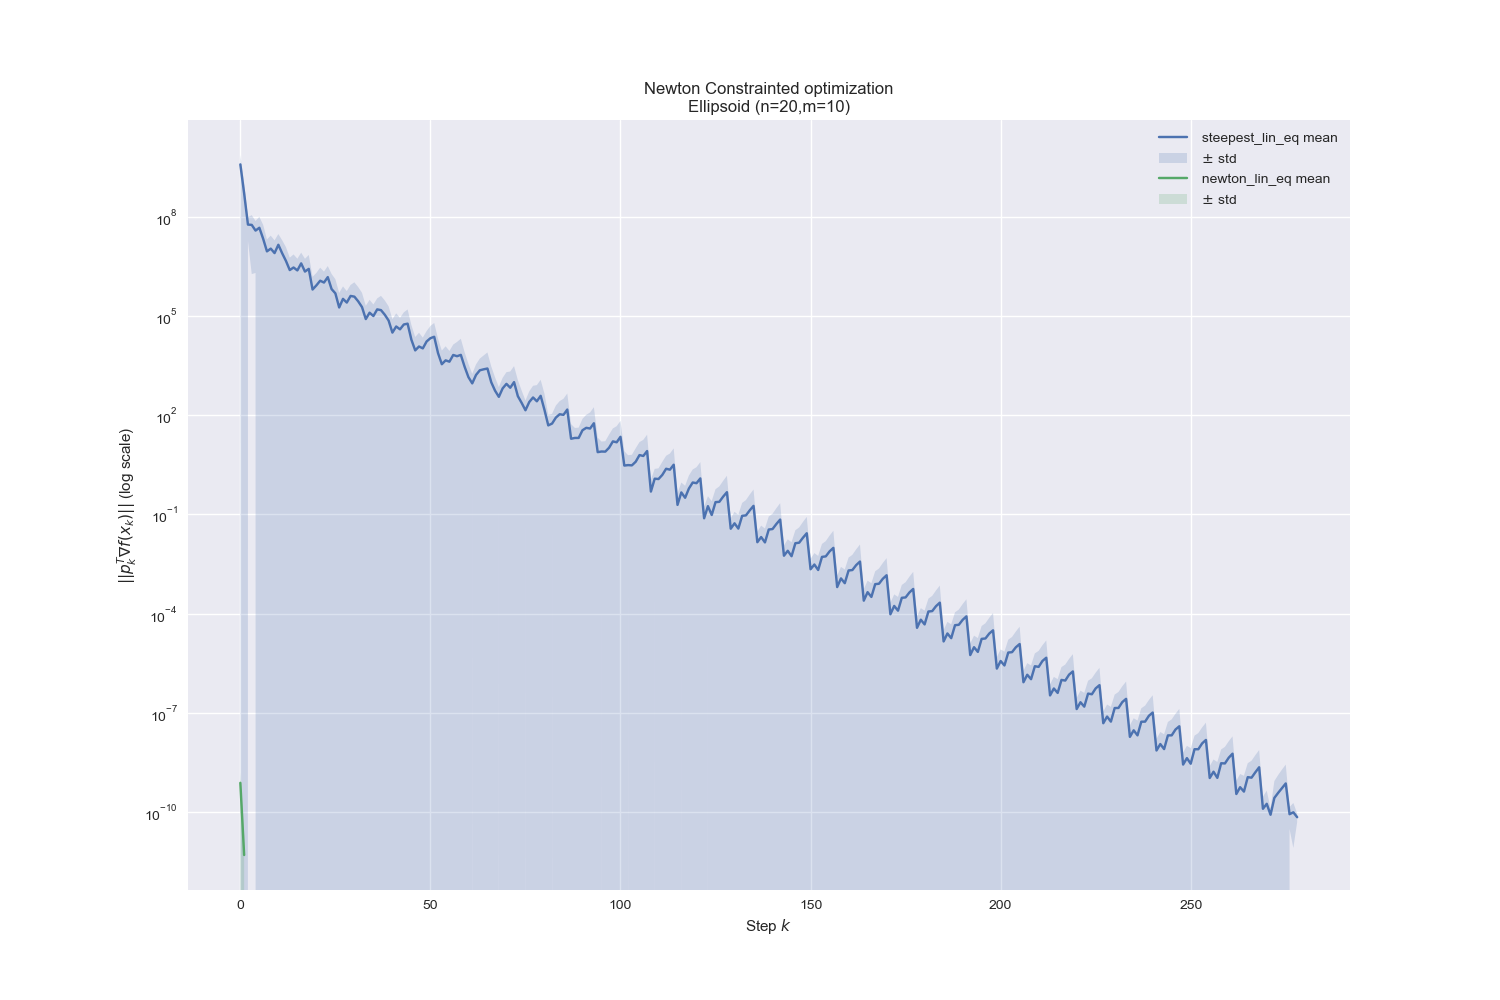 Newton Constrainted optimization
Ellipsoid (n=20,m=10)
steepest_lin_eq mean
± std
newton_lin_eq mean
± std
10^8
10^5
10^2
10^−1
10^−4
10^−7
10^−10
||p_k^T∇f(x_k)|| (log scale)
0 50 100 150 200 250
Step k